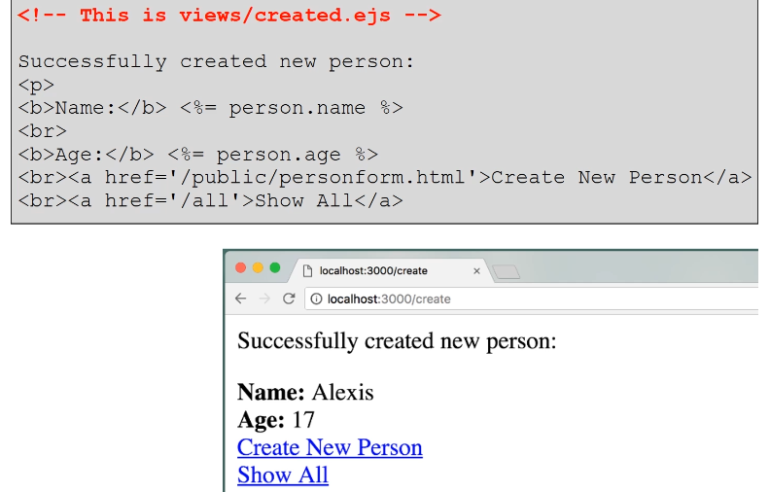 <!-- This is views/created.ejs -->
Successfully created new person:
<p>
<b>Name:</b> <%= person.name %>
<br>
<b>Age:</b> <%= person.age %>
<br><a href='/public/personform.html'>Create New Person</a>
<br><a href='/all'>Show All</a>
localhost:3000/create
localhost:3000/create
Successfully created new person:
Name: Alexis
Age: 17
Create New Person
Show All